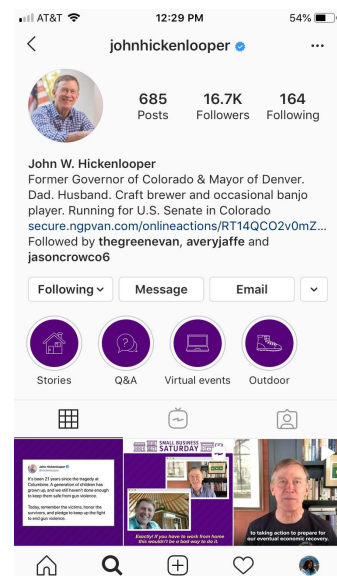 AT&T
12:29 PM
54%
johnhickenlooper
685
16.7K
164
Posts
Followers
Following
John W. Hickenlooper
Former Governor of Colorado & Mayor of Denver.
Dad. Husband. Craft brewer and occasional banjo
player. Running for U.S. Senate in Colorado
secure.ngpvan.com/onlineactions/RT14QCO2v0mZ...
Followed by thegreenevan, averyjaffe and
jasoncrowco6
Following
Message
Email
Stories
Q&A
Virtual events
Outdoor
John Hickenlooper
It's been 21 years since the tragedy at
Columbine. A generation of children has
grown up, and we still haven't done enough
to keep them safe from gun violence.
Today, remember the victims, honor the
survivors, and pledge to keep up the fight
to end gun violence.
SMALL BUSINESS
SATURDAY
Exactly! If you have to work from home
this wouldn't be a bad way to do it.
to taking action to prepare for
our eventual economic recovery.